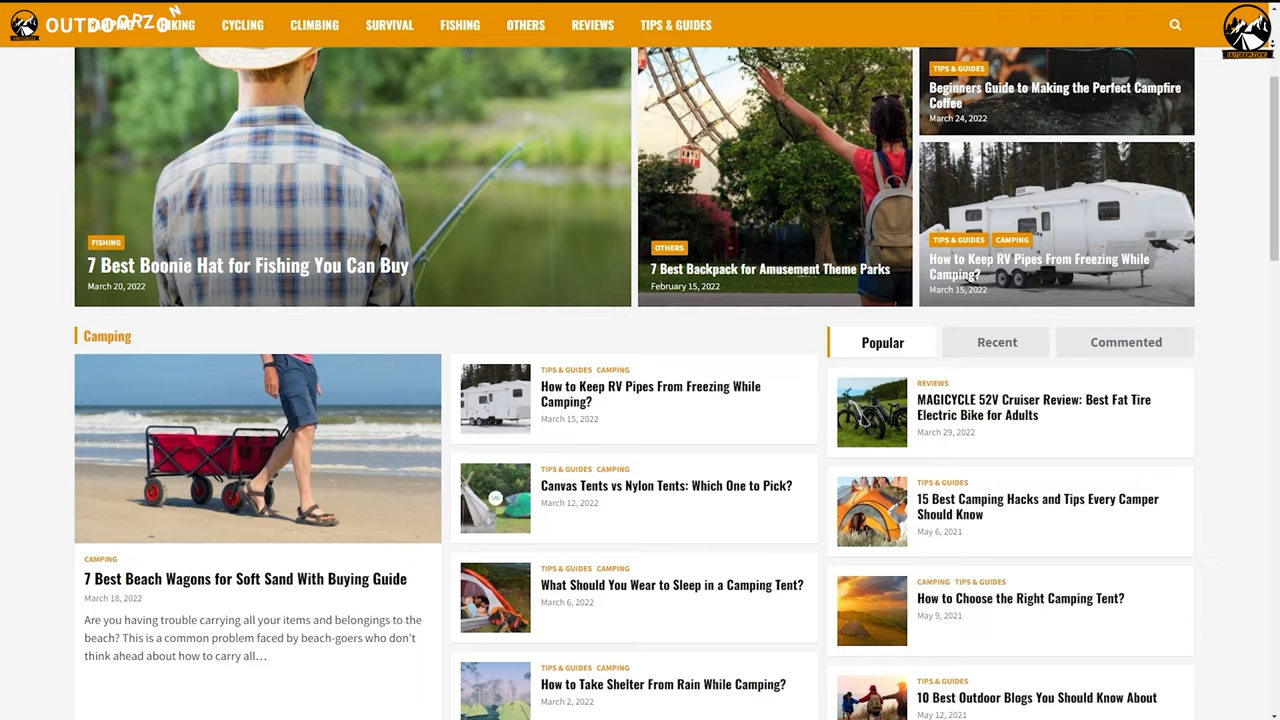 OUTDOORZON
CAMPING HIKING CYCLING CLIMBING SURVIVAL FISHING OTHERS REVIEWS TIPS & GUIDES
FISHING
7 Best Boonie Hat for Fishing You Can Buy
March 20, 2022
OTHERS
7 Best Backpack for Amusement Theme Parks
February 15, 2022
TIPS & GUIDES
Beginners Guide to Making the Perfect Campfire
Coffee
March 24, 2022
TIPS & GUIDES CAMPING
How to Keep RV Pipes From Freezing While
Camping?
March 15, 2022
Camping
CAMPING
7 Best Beach Wagons for Soft Sand With Buying Guide
March 18, 2022
Are you having trouble carrying all your items and belongings to the
beach? This is a common problem faced by beach-goers who don't
think ahead about how to carry all…
TIPS & GUIDES CAMPING
How to Keep RV Pipes From Freezing While
Camping?
March 15, 2022
TIPS & GUIDES CAMPING
Canvas Tents vs Nylon Tents: Which One to Pick?
March 12, 2022
TIPS & GUIDES CAMPING
What Should You Wear to Sleep in a Camping Tent?
March 6, 2022
TIPS & GUIDES CAMPING
How to Take Shelter From Rain While Camping?
March 2, 2022
Popular Recent Commented
REVIEWS
MAGICYCLE 52V Cruiser Review: Best Fat Tire
Electric Bike for Adults
March 29, 2022
TIPS & GUIDES
15 Best Camping Hacks and Tips Every Camper
Should Know
May 6, 2021
CAMPING TIPS & GUIDES
How to Choose the Right Camping Tent?
May 9, 2021
TIPS & GUIDES
10 Best Outdoor Blogs You Should Know About
May 12, 2021